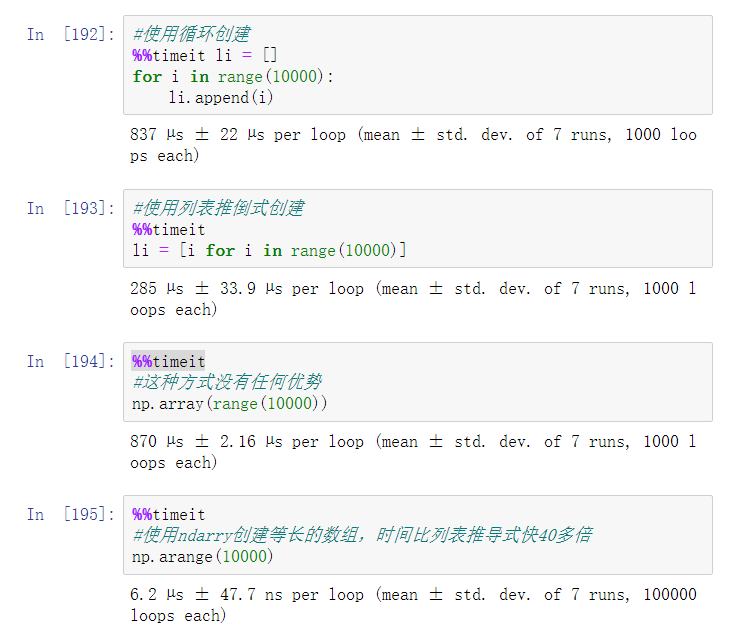 In [192]: #使用循环创建
%%timeit li = []
for i in range(10000):
    li.append(i)
837 µs ± 22 µs per loop (mean ± std. dev. of 7 runs, 1000 loo
ps each)
In [193]: #使用列表推倒式创建
%%timeit
li = [i for i in range(10000)]
285 µs ± 33.9 µs per loop (mean ± std. dev. of 7 runs, 1000 l
oops each)
In [194]: %%timeit
#这种方式没有任何优势
np.array(range(10000))
870 µs ± 2.16 µs per loop (mean ± std. dev. of 7 runs, 1000 l
oops each)
In [195]: %%timeit
#使用ndarry创建等长的数组，时间比列表推导式快40多倍
np.arange(10000)
6.2 µs ± 47.7 ns per loop (mean ± std. dev. of 7 runs, 100000
loops each)